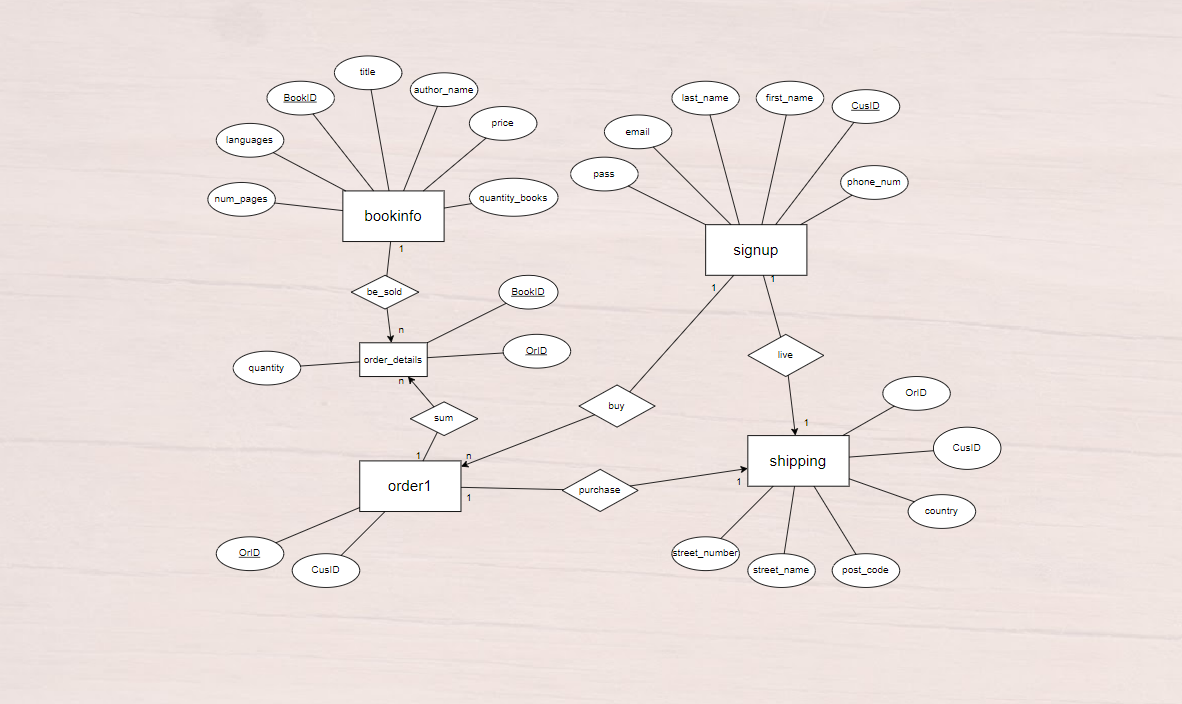 title
BookID
author_name
price
languages
num_pages
quantity_books
bookinfo
1
be_sold
n
BookID
OrID
order_details
quantity
n
sum
1
order1
n
1
OrID
CusID
last_name
first_name
CusID
email
pass
phone_num
signup
1
1
live
buy
1
purchase
1
shipping
OrID
CusID
country
street_number
street_name
post_code